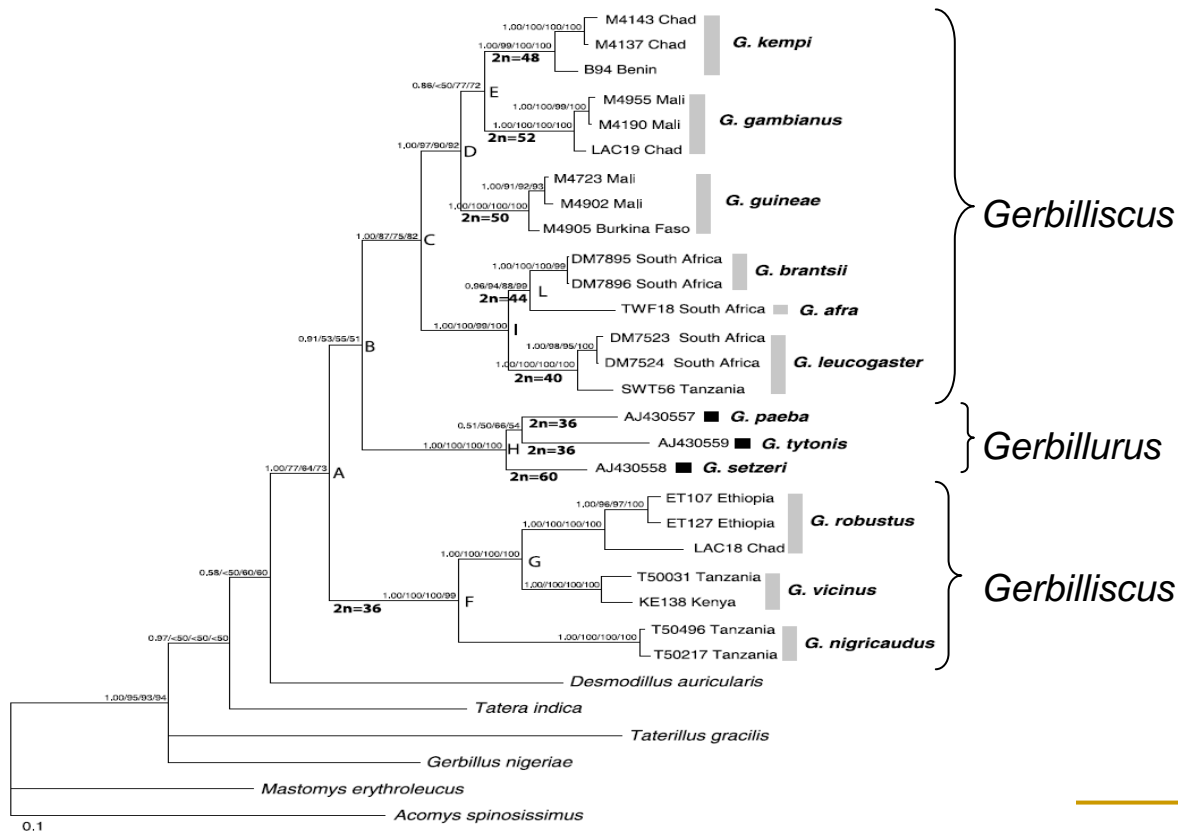 1.00/100/100/100
M4143 Chad
1.00/99/100/100
M4137 Chad
G. kempi
2n=48
B94 Benin
0.86/<50/77/72
E
1.00/100/99/100
M4955 Mali
1.00/100/100/100
M4190 Mali
G. gambianus
2n=52
LAC19 Chad
1.00/97/90/92
D
M4723 Mali
1.00/91/92/93
M4902 Mali
G. guineae
1.00/100/100/100
2n=50
M4905 Burkina Faso
Gerbilliscus
1.00/87/75/82
C
1.00/100/100/99
DM7895 South Africa
G. brantsii
0.96/94/88/99
DM7896 South Africa
2n=44
L
TWF18 South Africa
G. afra
1.00/100/99/100
I
0.91/53/55/51
B
DM7523 South Africa
1.00/98/95/100
DM7524 South Africa
G. leucogaster
1.00/100/100/100
2n=40
SWT56 Tanzania
0.51/50/66/54
2n=36
AJ430557
G. paeba
1.00/100/100/100
H
2n=36
AJ430559
G. tytonis
Gerbillurus
2n=60
AJ430558
G. setzeri
1.00/77/64/73
A
1.00/96/97/100
ET107 Ethiopia
1.00/100/100/100
ET127 Ethiopia
G. robustus
LAC18 Chad
1.00/100/100/100
G
1.00/100/100/100
T50031 Tanzania
G. vicinus
KE138 Kenya
Gerbilliscus
0.58/<50/60/60
2n=36
1.00/100/100/99
F
1.00/100/100/100
T50496 Tanzania
G. nigricaudus
T50217 Tanzania
0.97/<50/<50/<50
Desmodillus auricularis
1.00/95/93/94
Tatera indica
Taterillus gracilis
Gerbillus nigeriae
Mastomys erythroleucus
Acomys spinosissimus
0.1